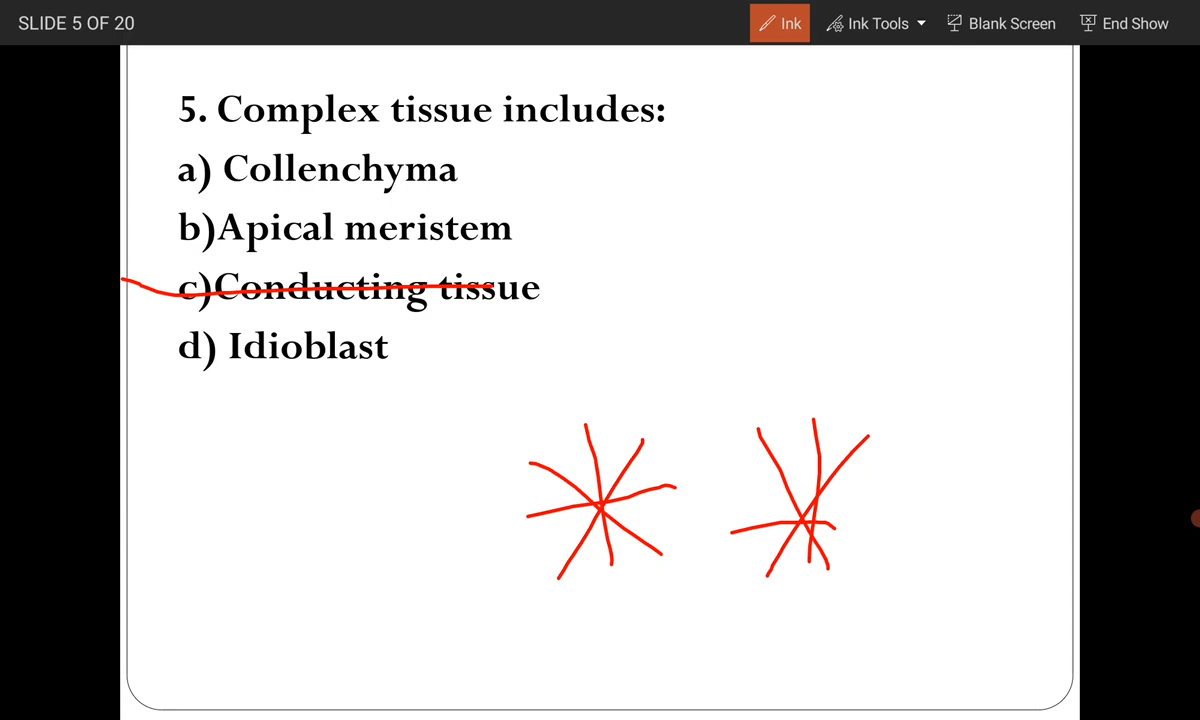 SLIDE 5 OF 20
Ink Ink Tools Blank Screen End Show
5. Complex tissue includes:
a) Collenchyma
b)Apical meristem
c)Conducting tissue
d) Idioblast